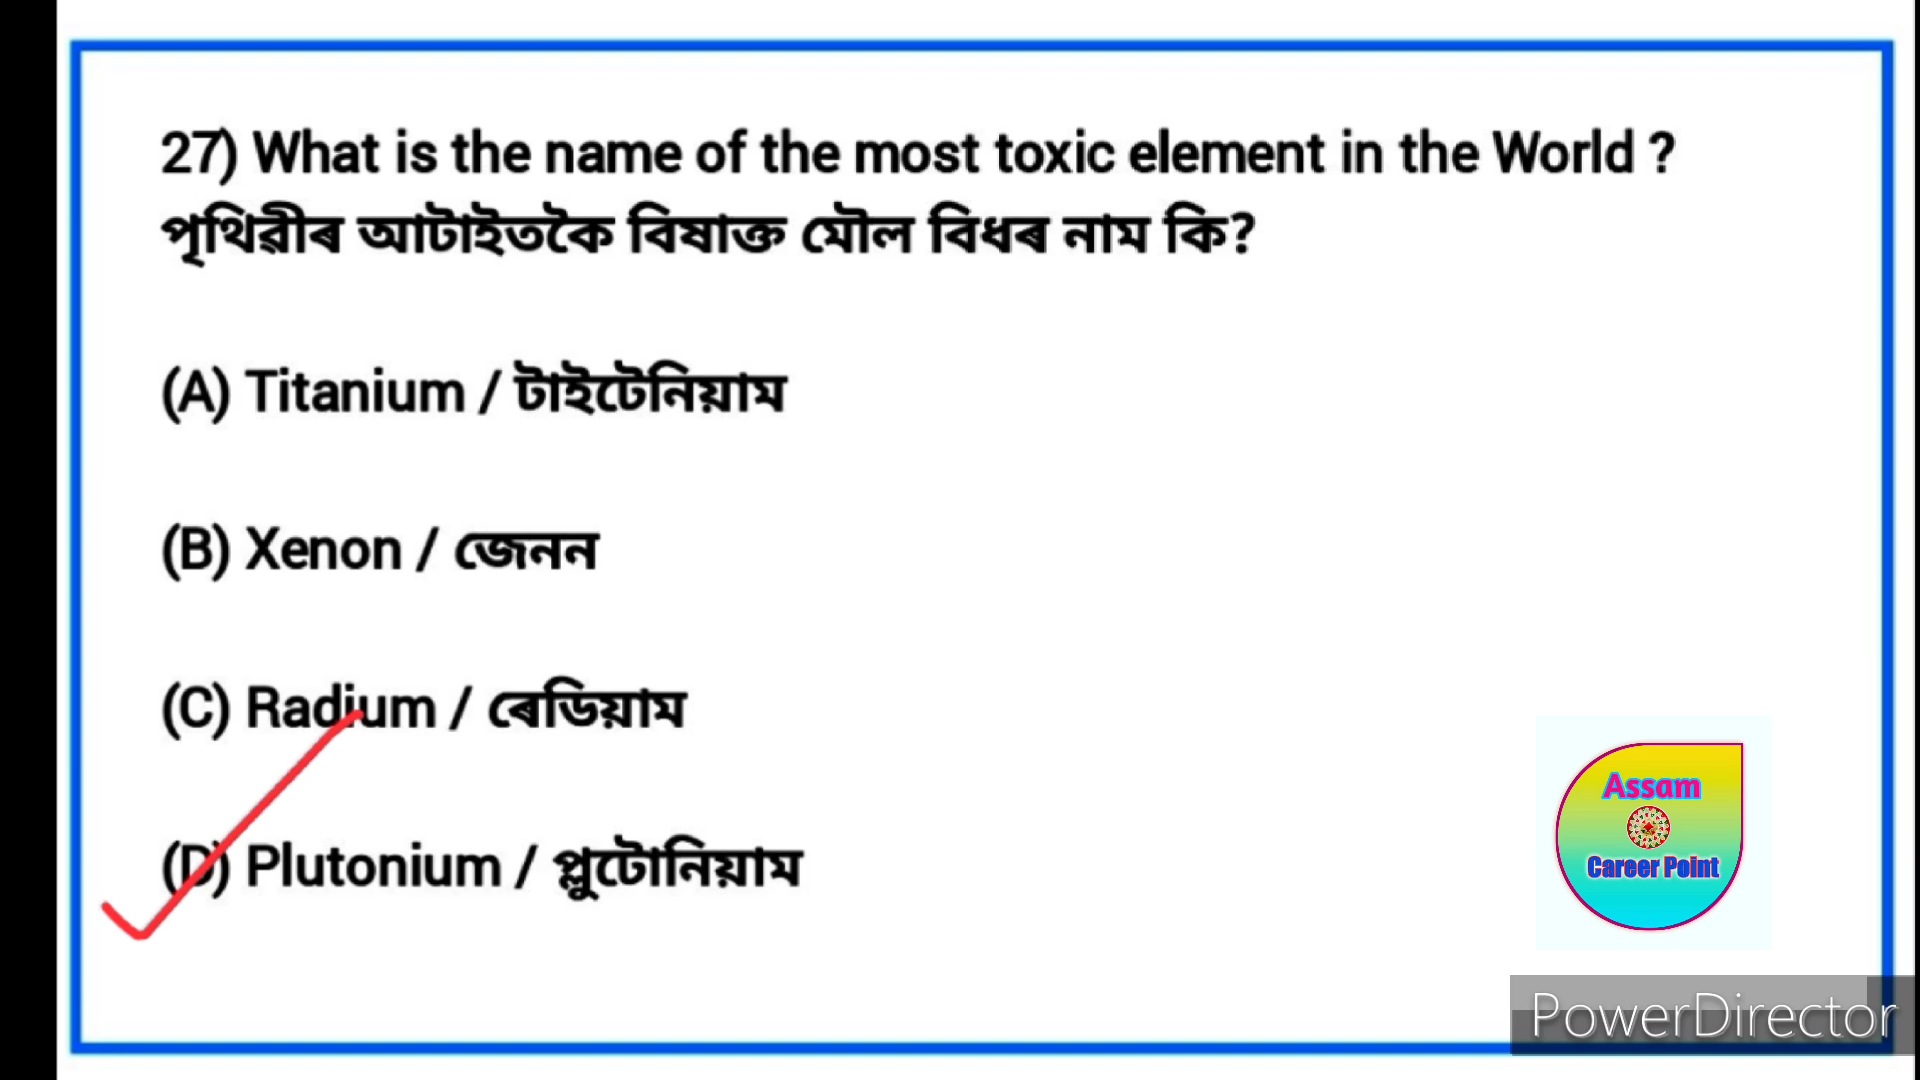 27) What is the name of the most toxic element in the World ?
পৃথিৱীৰ আটাইতকৈ বিষাক্ত মৌল বিধৰ নাম কি?
(A) Titanium / টাইটেনিয়াম
(B) Xenon / জেনন
(C) Radium / ৰেডিয়াম
(D) Plutonium / প্লুটোনিয়াম
Assam
Career Point
PowerDirector